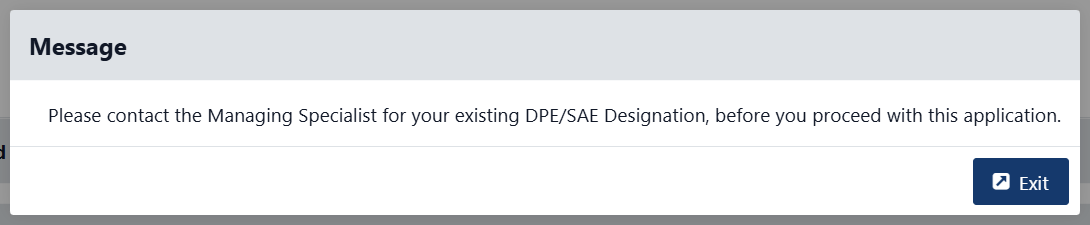 Message
Please contact the Managing Specialist for your existing DPE/SAE Designation, before you proceed with this application.
d
Exit